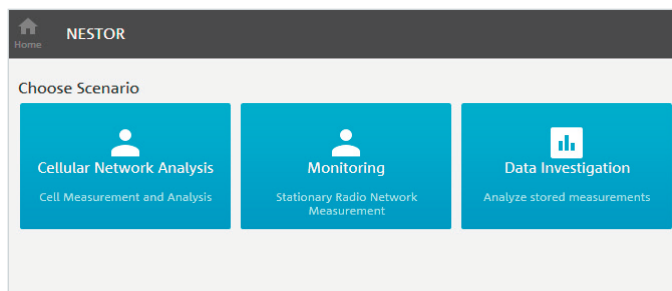 Home
NESTOR
Choose Scenario
Cellular Network Analysis
Cell Measurement and Analysis
Monitoring
Stationary Radio Network
Measurement
Data Investigation
Analyze stored measurements